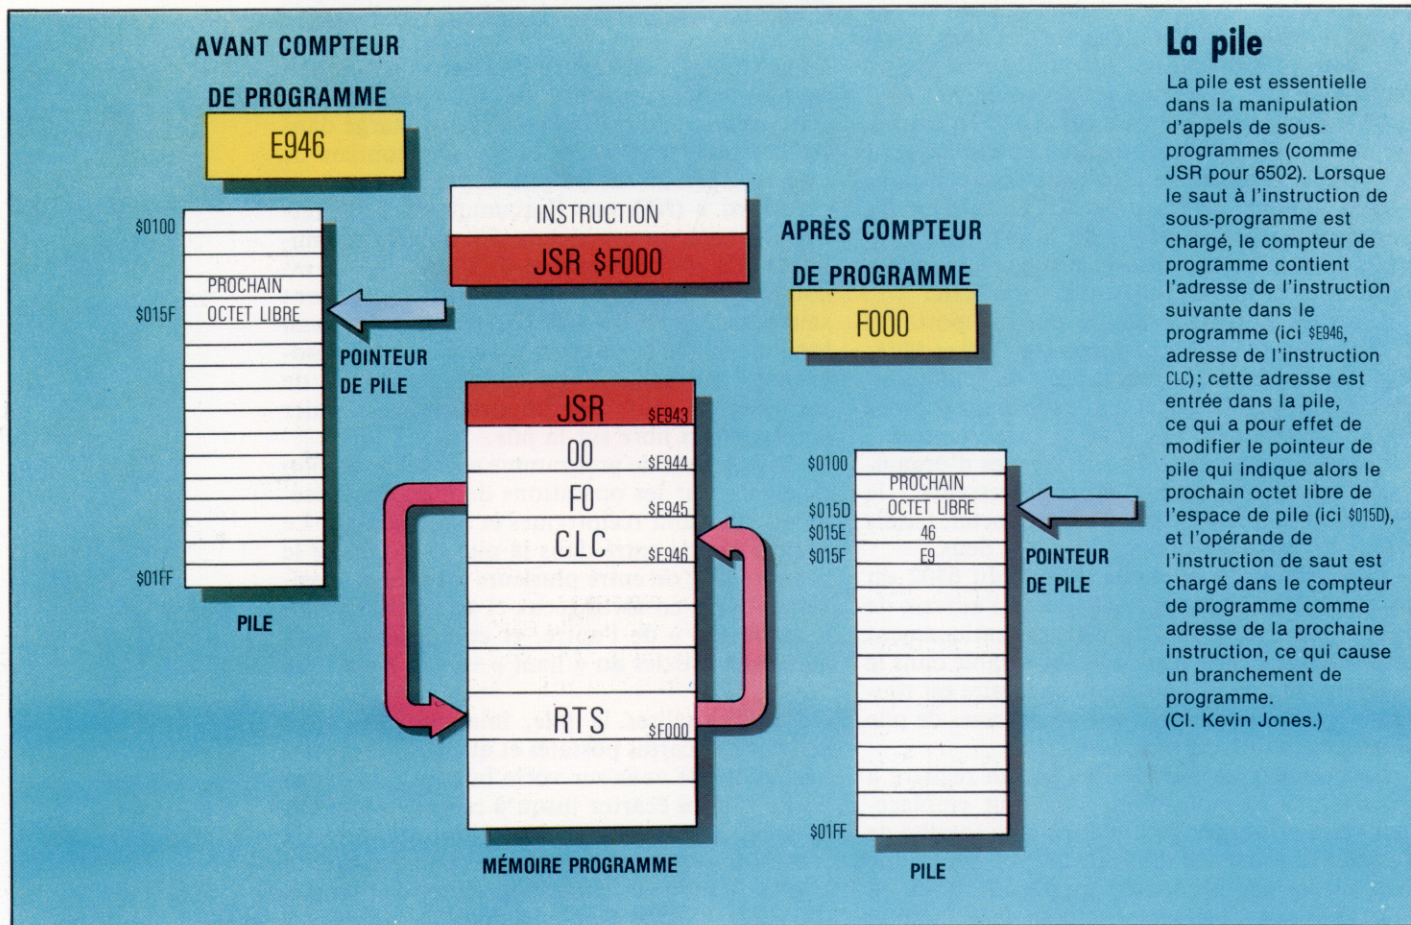 AVANT COMPTEUR
DE PROGRAMME
E946
$0100
PROCHAIN
$015F
OCTET LIBRE
POINTEUR
DE PILE
$01FF
PILE
INSTRUCTION
JSR $F000
JSR $E943
00 $E944
F0 $E945
CLC $E946
RTS $F000
MÉMOIRE PROGRAMME
APRÈS COMPTEUR
DE PROGRAMME
F000
$0100
PROCHAIN
$015D OCTET LIBRE
$015E 46
$015F E9
POINTEUR
DE PILE
$01FF
PILE
La pile
La pile est essentielle
dans la manipulation
d'appels de sous-
programmes (comme
JSR pour 6502). Lorsque
le saut à l'instruction de
sous-programme est
chargé, le compteur de
programme contient
l'adresse de l'instruction
suivante dans le
programme (ici $E946,
adresse de l'instruction
CLC); cette adresse est
entrée dans la pile,
ce qui a pour effet de
modifier le pointeur de
pile qui indique alors le
prochain octet libre de
l'espace de pile (ici $015D),
et l'opérande de
l'instruction de saut est
chargé dans le compteur
de programme comme
adresse de la prochaine
instruction, ce qui cause
un branchement de
programme.
(Cl. Kevin Jones.)